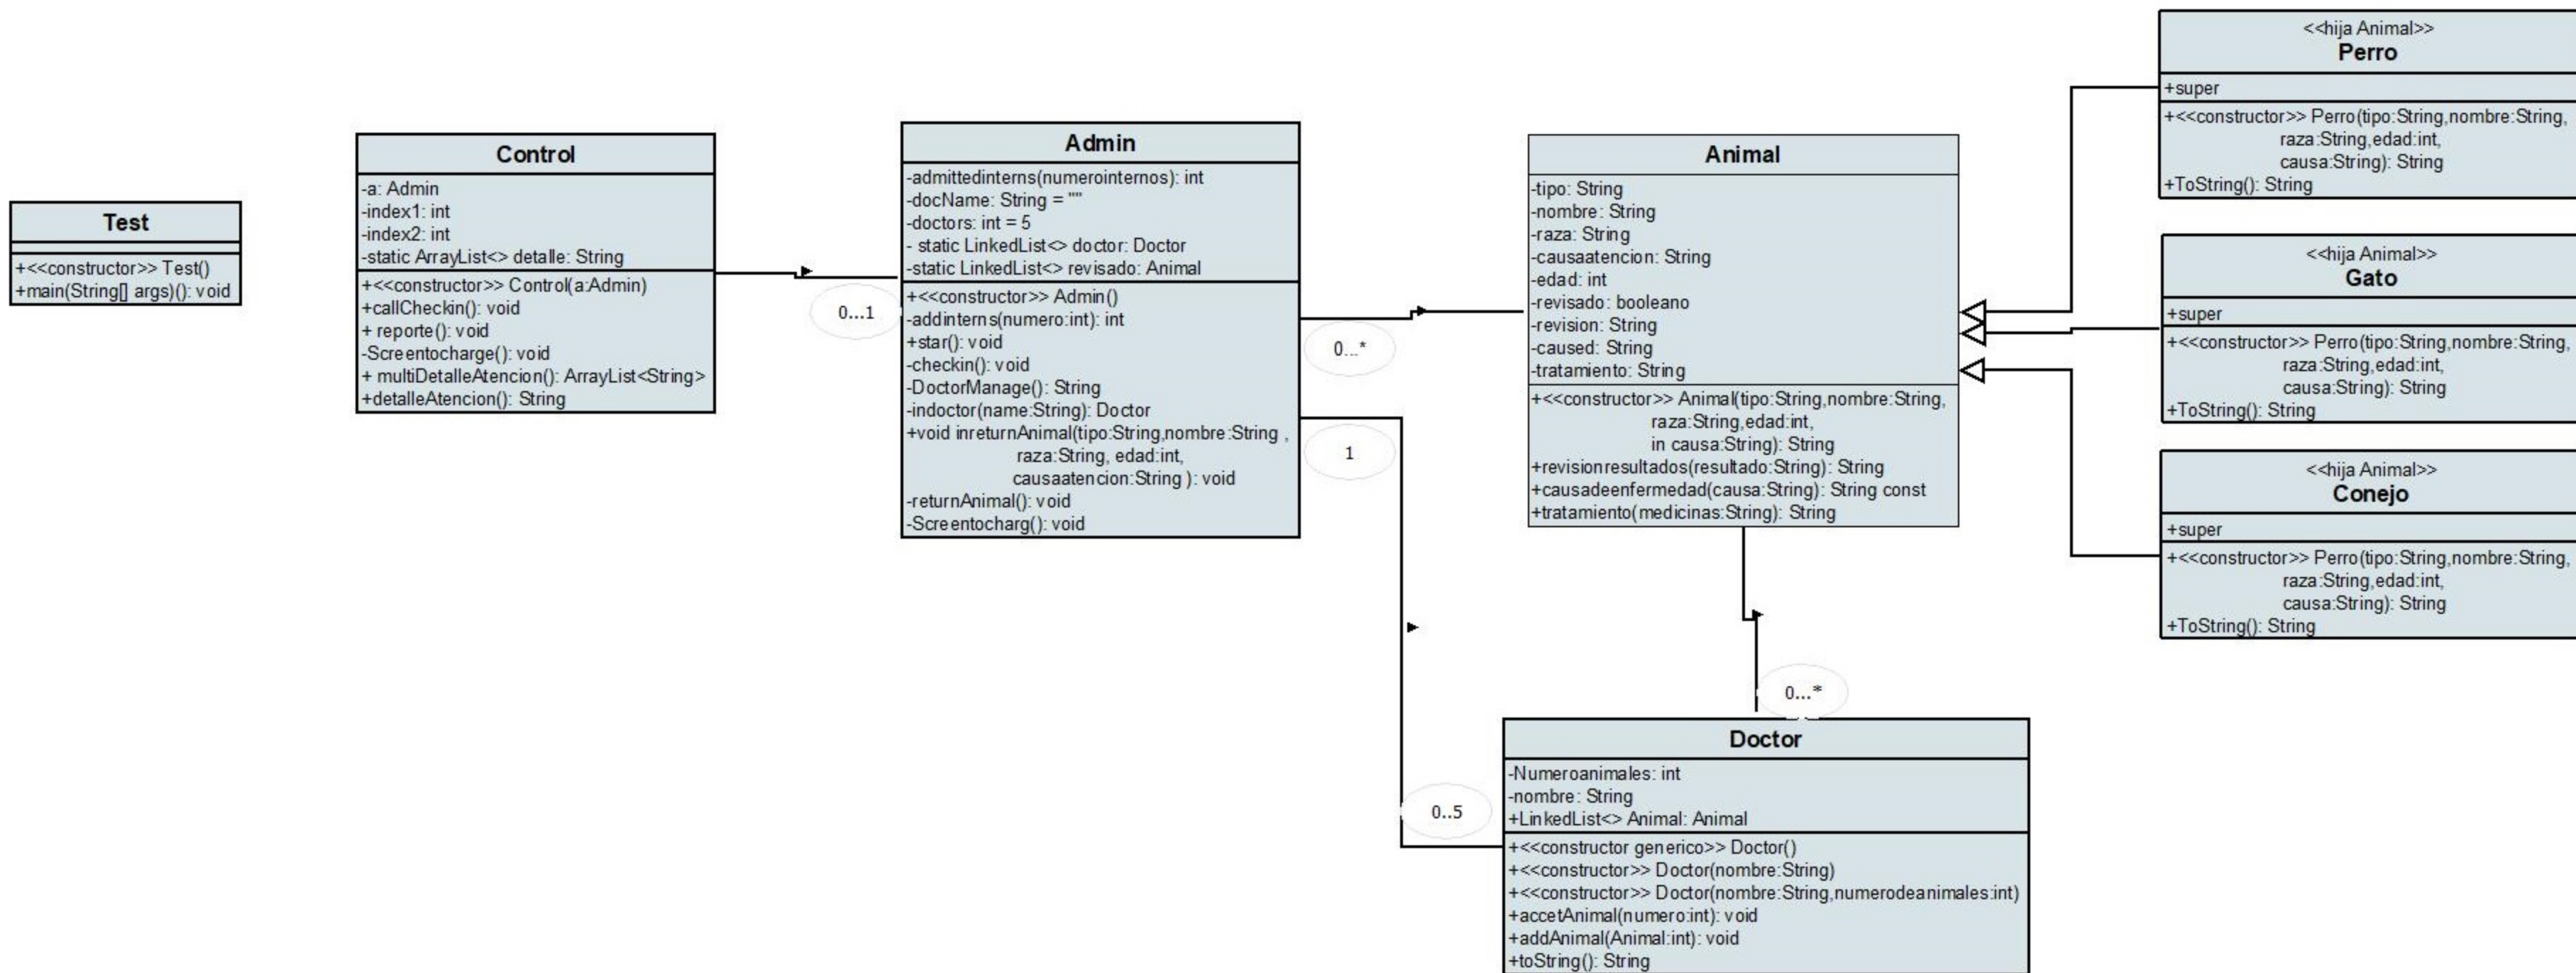 Test
+<<constructor>> Test()
+main(String[] args)(): void
Control
-a: Admin
-index1: int
-index2: int
-static ArrayList<> detalle: String
+<<constructor>> Control(a:Admin)
+callCheckin(): void
+ reporte(): void
-Screentocharge(): void
+ multiDetalleAtencion(): ArrayList<String>
+detalleAtencion(): String
0...1
Admin
-admittedinterns(numerointernos): int
-docName: String = ""
-doctors: int = 5
- static LinkedList<> doctor: Doctor
-static LinkedList<> revisado: Animal
+<<constructor>> Admin()
-addinterns(numero:int): int
+star(): void
-checkin(): void
-DoctorManage(): String
-indoctor(name:String): Doctor
+void inreturnAnimal(tipo:String,nombre:String ,
raza:String, edad:int,
causaatencion:String ): void
-returnAnimal(): void
-Screentocharg(): void
0...*
1
0..5
Animal
-tipo: String
-nombre: String
-raza: String
-causaatencion: String
-edad: int
-revisado: booleano
-revision: String
-caused: String
-tratamiento: String
+<<constructor>> Animal(tipo:String,nombre:String,
raza:String,edad:int,
in causa:String): String
+revisionresultados(resultado:String): String
+causadeenfermedad(causa:String): String const
+tratamiento(medicinas:String): String
0...*
Doctor
-Numeroanimales: int
-nombre: String
+LinkedList<> Animal: Animal
+<<constructor generico>> Doctor()
+<<constructor>> Doctor(nombre:String)
+<<constructor>> Doctor(nombre:String,numerodeanimales:int)
+accetAnimal(numero:int): void
+addAnimal(Animal:int): void
+toString(): String
<<hija Animal>>
Perro
+super
+<<constructor>> Perro(tipo:String,nombre:String,
raza:String,edad:int,
causa:String): String
+ToString(): String
<<hija Animal>>
Gato
+super
+<<constructor>> Perro(tipo:String,nombre:String,
raza:String,edad:int,
causa:String): String
+ToString(): String
<<hija Animal>>
Conejo
+super
+<<constructor>> Perro(tipo:String,nombre:String,
raza:String,edad:int,
causa:String): String
+ToString(): String